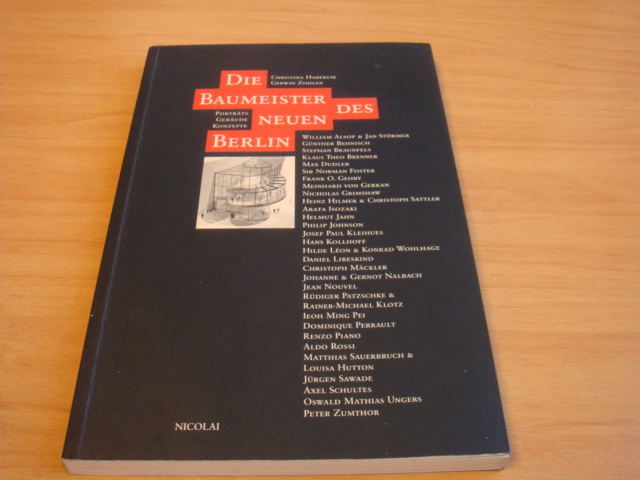 Christina Haberlik
Gerwin Zohlen
Die
Baumeister
des
neuen
Berlin
Porträts
Gebäude
Konzepte
William Alsop & Jan Störmer
Günther Behnisch
Stephan Braunfels
Klaus Theo Brenner
Max Dudler
Sir Norman Foster
Frank O. Gehry
Meinhard von Gerkan
Nicholas Grimshaw
Heinz Hilmer & Christoph Sattler
Arata Isozaki
Helmut Jahn
Philip Johnson
Josef Paul Kleihues
Hans Kollhoff
Hilde Léon & Konrad Wohlhage
Daniel Libeskind
Christoph Mäckler
Johanne & Gernot Nalbach
Jean Nouvel
Rüdiger Patzschke &
Rainer-Michael Klotz
Ieoh Ming Pei
Dominique Perrault
Renzo Piano
Aldo Rossi
Matthias Sauerbruch &
Louisa Hutton
Jürgen Sawade
Axel Schultes
Oswald Mathias Ungers
Peter Zumthor
NICOLAI